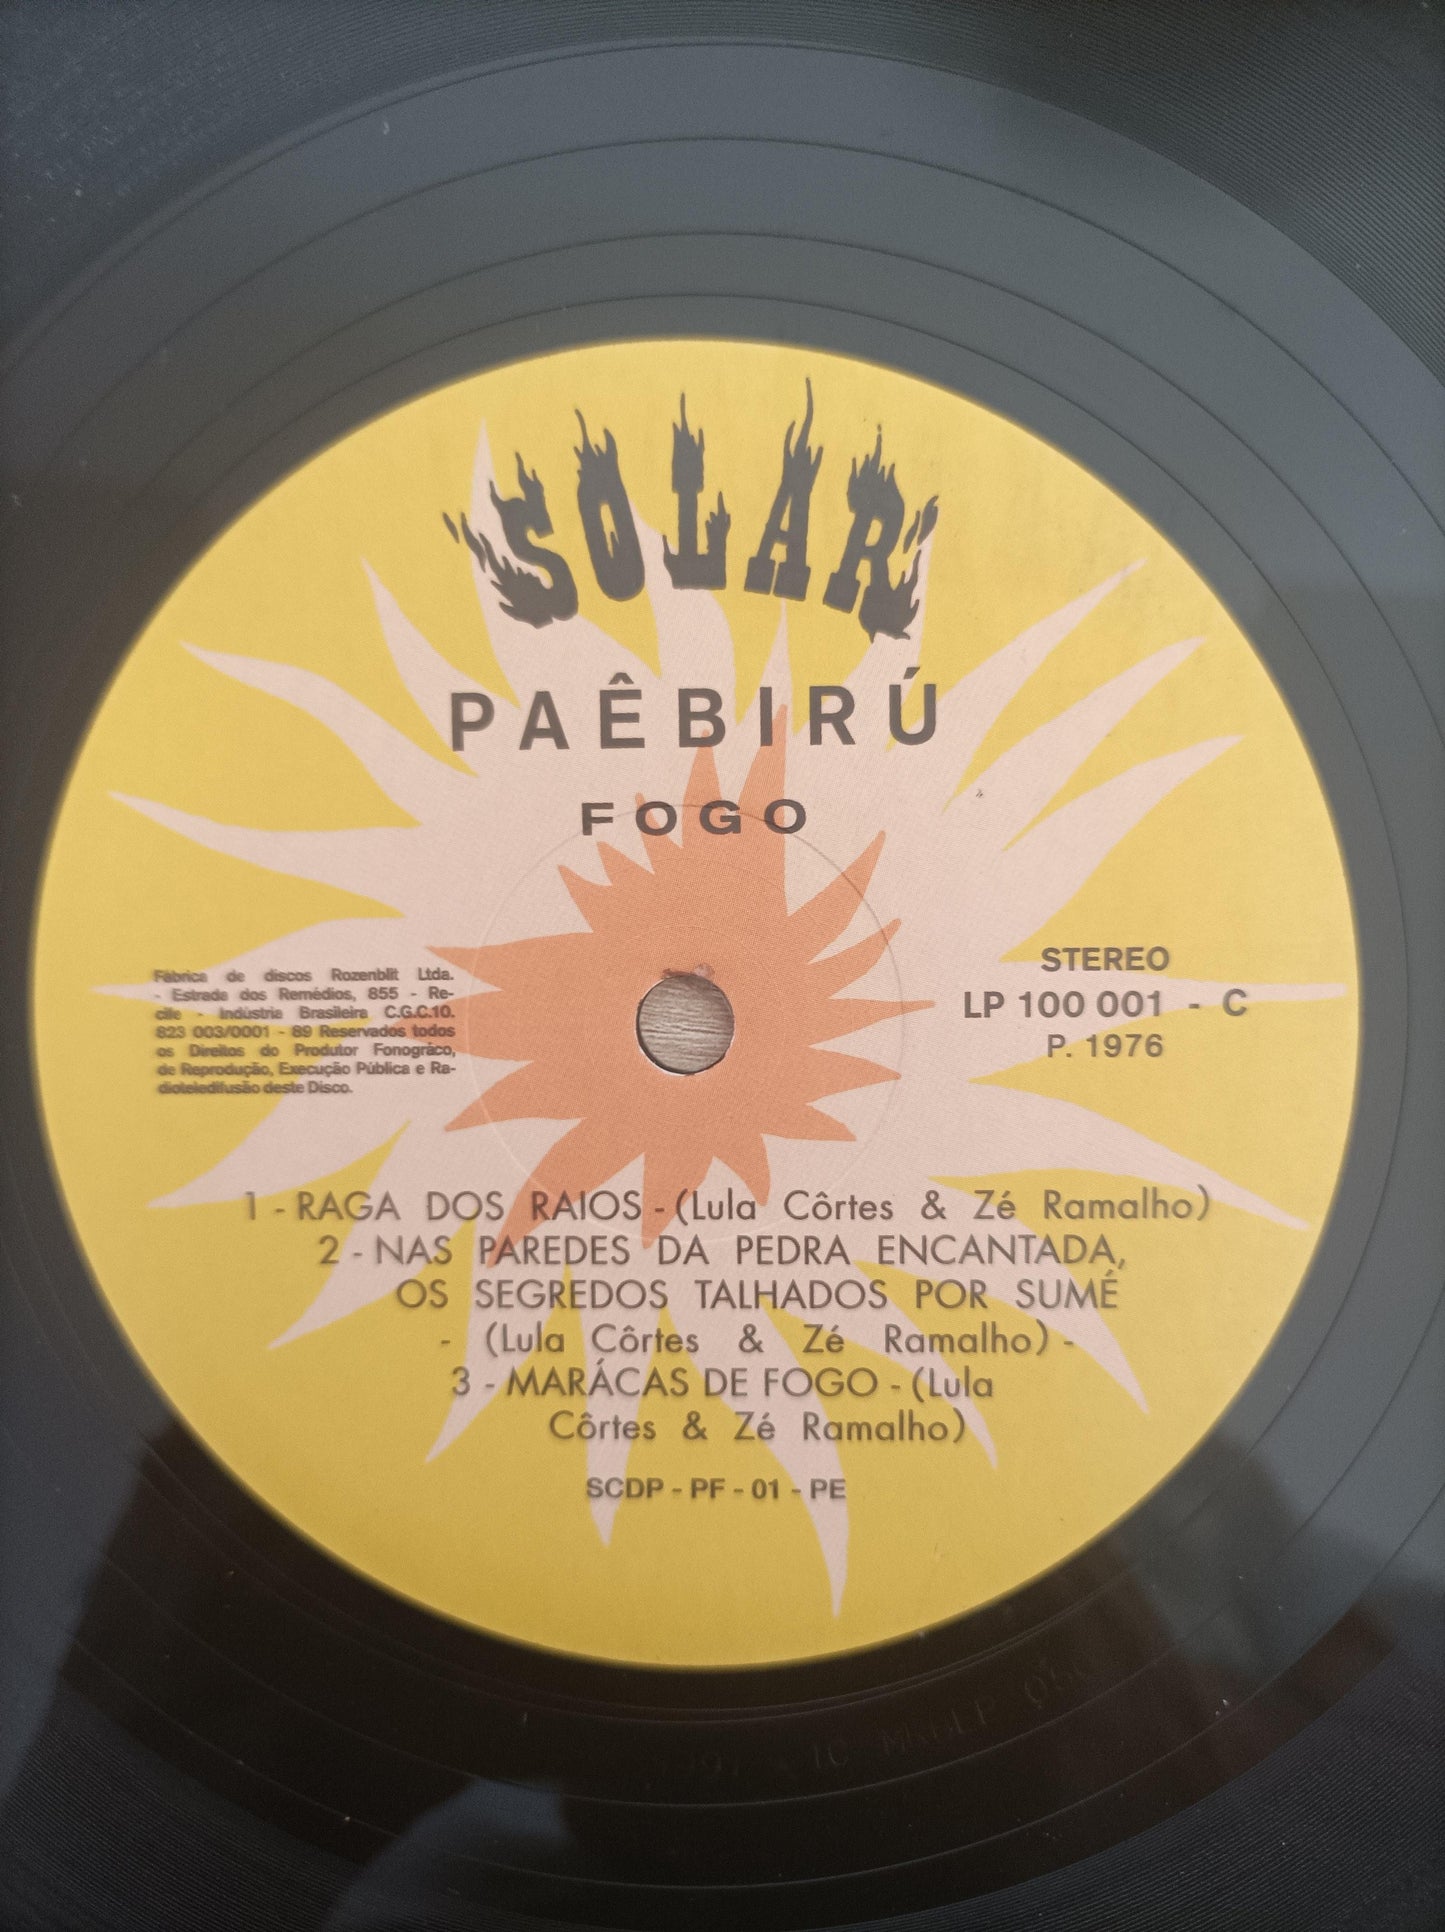 SOLAR
PAÊBIRÚ
FOGO
Fábrica de discos Rozenblit Ltda.
- Estrada dos Remédios, 855 - Re-
cife - Indústria Brasileira C.G.C.10.
823 003/0001 - 89 Reservados todos
os Direitos do Produtor Fonográco,
de Reprodução, Execução Pública e Ra-
dioteledifusão deste Disco.
STEREO
LP 100 001 - C
P. 1976
1 - RAGA DOS RAIOS - (Lula Côrtes & Zé Ramalho)
2 - NAS PAREDES DA PEDRA ENCANTADA,
OS SEGREDOS TALHADOS POR SUMÉ
- (Lula Côrtes & Zé Ramalho) -
3 - MARÁCAS DE FOGO - (Lula
Côrtes & Zé Ramalho)
SCDP - PF - 01 - PE